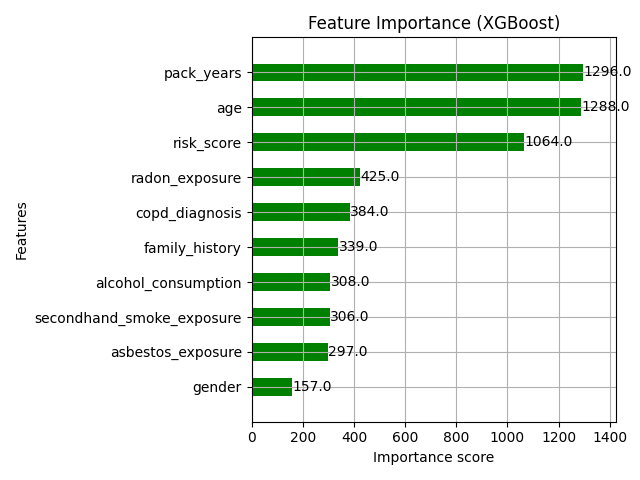 Feature Importance (XGBoost)
Features
pack_years 1296.0
age 1288.0
risk_score 1064.0
radon_exposure 425.0
copd_diagnosis 384.0
family_history 339.0
alcohol_consumption 308.0
secondhand_smoke_exposure 306.0
asbestos_exposure 297.0
gender 157.0
0 200 400 600 800 1000 1200 1400
Importance score